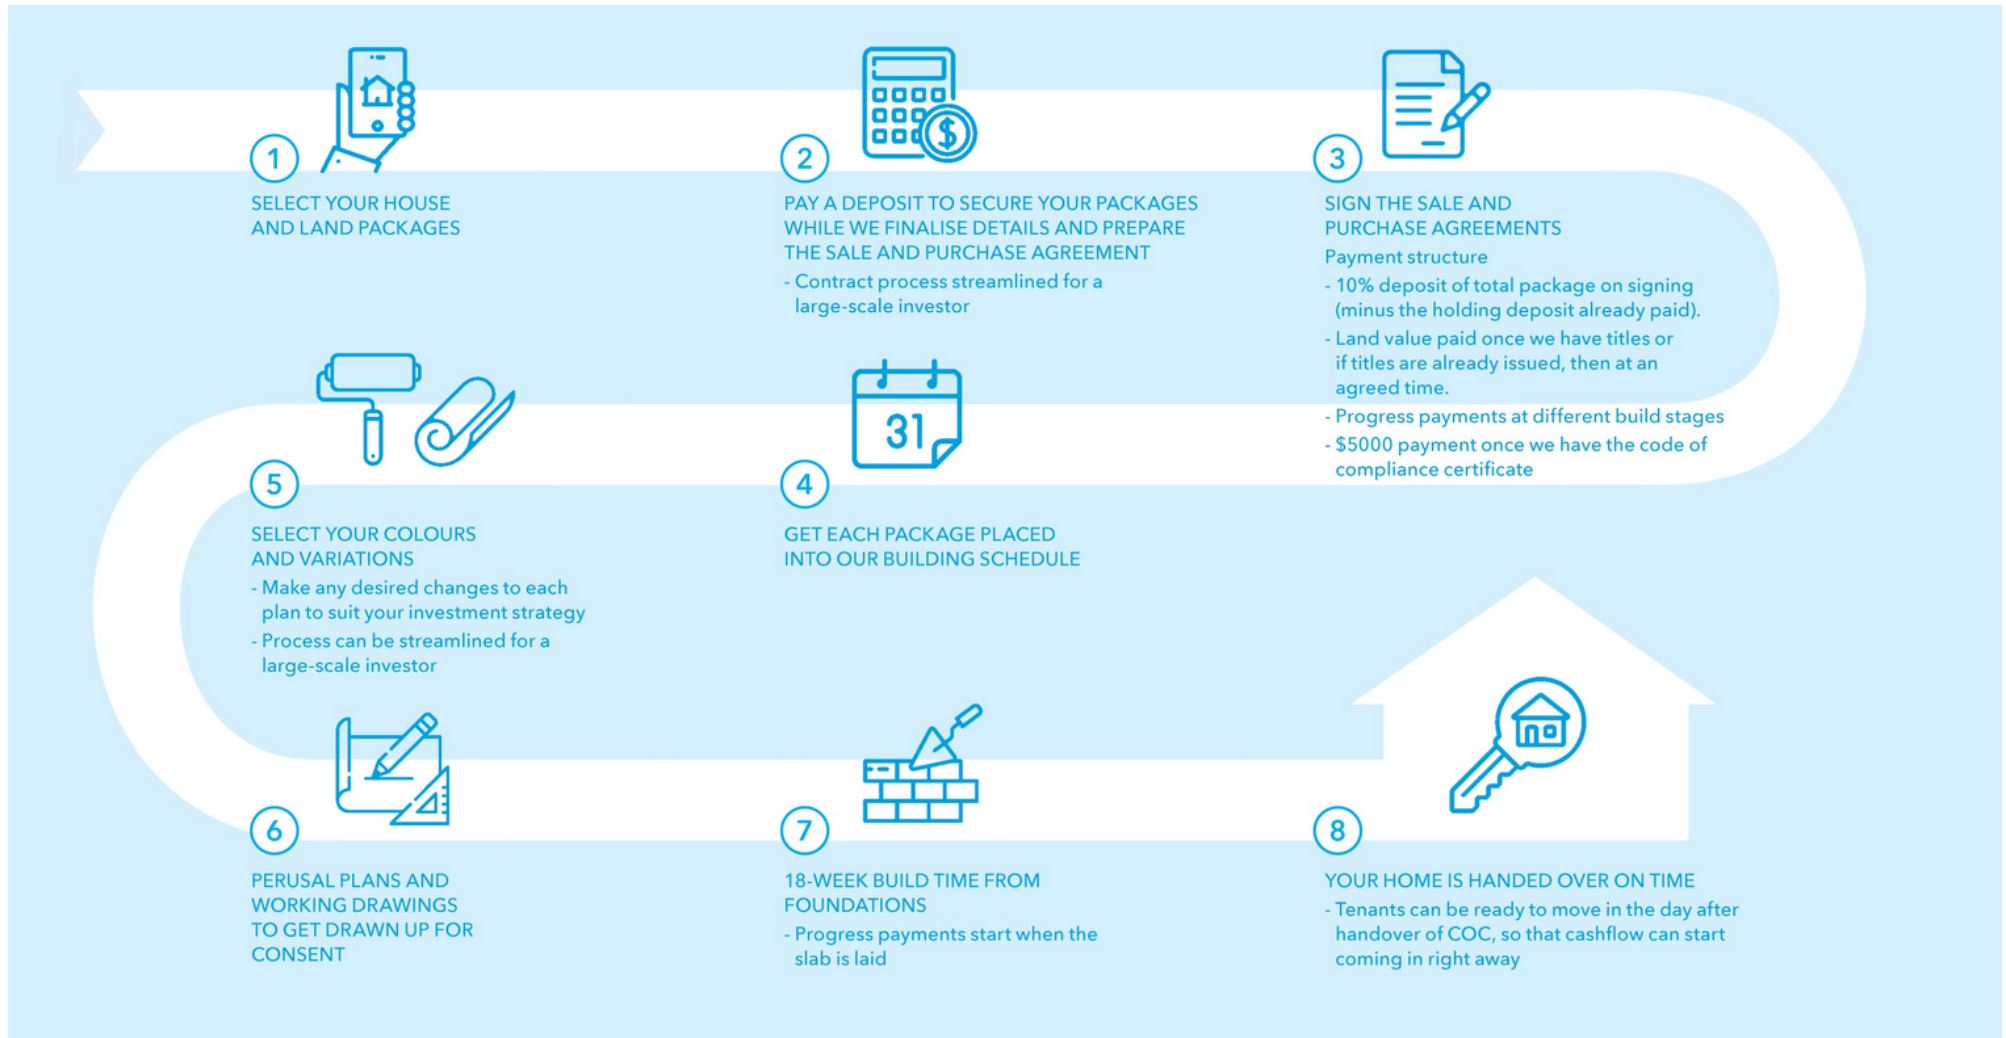 1
SELECT YOUR HOUSE
AND LAND PACKAGES
2
PAY A DEPOSIT TO SECURE YOUR PACKAGES
WHILE WE FINALISE DETAILS AND PREPARE
THE SALE AND PURCHASE AGREEMENT
- Contract process streamlined for a
large-scale investor
$
3
SIGN THE SALE AND
PURCHASE AGREEMENTS
Payment structure
- 10% deposit of total package on signing
(minus the holding deposit already paid).
- Land value paid once we have titles or
if titles are already issued, then at an
agreed time.
- Progress payments at different build stages
- $5000 payment once we have the code of
compliance certificate
31
4
GET EACH PACKAGE PLACED
INTO OUR BUILDING SCHEDULE
5
SELECT YOUR COLOURS
AND VARIATIONS
- Make any desired changes to each
plan to suit your investment strategy
- Process can be streamlined for a
large-scale investor
6
PERUSAL PLANS AND
WORKING DRAWINGS
TO GET DRAWN UP FOR
CONSENT
7
18-WEEK BUILD TIME FROM
FOUNDATIONS
- Progress payments start when the
slab is laid
8
YOUR HOME IS HANDED OVER ON TIME
- Tenants can be ready to move in the day after
handover of COC, so that cashflow can start
coming in right away